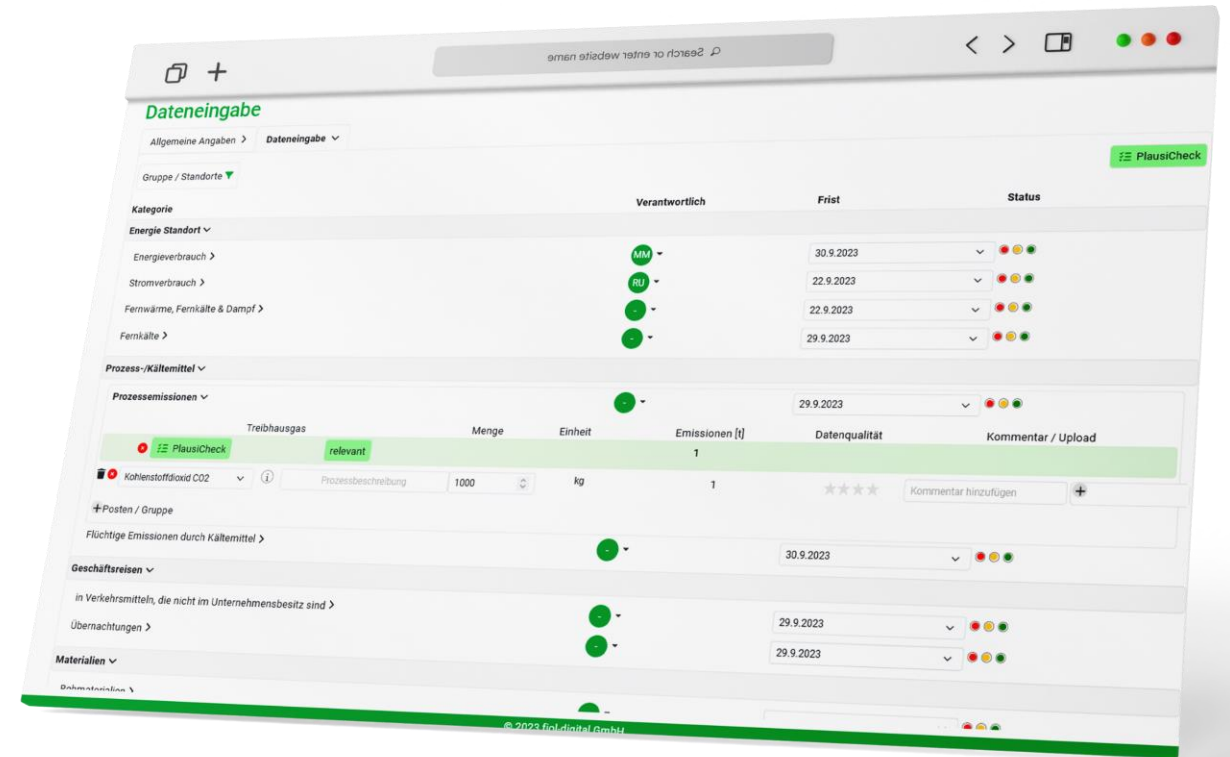 Search or enter website name
Dateneingabe
Allgemeine Angaben Dateneingabe
PlausiCheck
Gruppe / Standorte
Kategorie Verantwortlich Frist Status
Energie Standort
Energieverbrauch MM 30.9.2023
Stromverbrauch RU 22.9.2023
Fernwärme, Fernkälte & Dampf - 22.9.2023
Fernkälte - 29.9.2023
Prozess-/Kältemittel
Prozessemissionen - 29.9.2023
Treibhausgas Menge Einheit Emissionen [t] Datenqualität Kommentar / Upload
PlausiCheck relevant 1
Kohlenstoffdioxid CO2 Prozessbeschreibung 1000 kg 1 Kommentar hinzufügen +
+Posten / Gruppe
Flüchtige Emissionen durch Kältemittel - 30.9.2023
Geschäftsreisen
in Verkehrsmitteln, die nicht im Unternehmensbesitz sind - 29.9.2023
Übernachtungen - 29.9.2023
Materialien
Rohmaterialien -
© 2023 fjol-digital GmbH